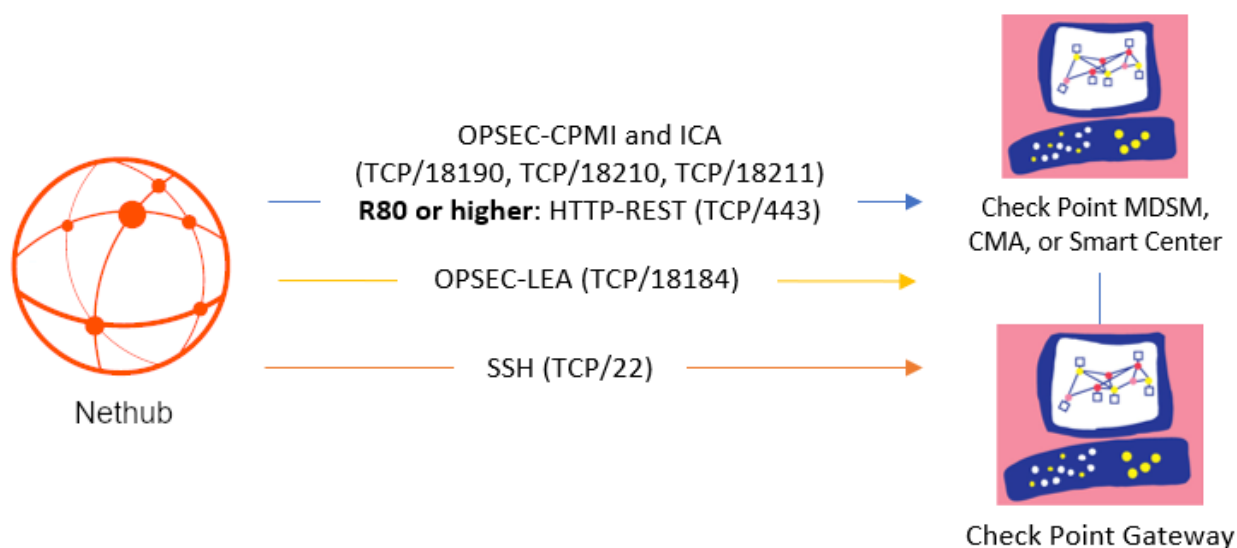 OPSEC-CPMI and ICA
(TCP/18190, TCP/18210, TCP/18211)
R80 or higher: HTTP-REST (TCP/443)
Check Point MDSM,
CMA, or Smart Center
OPSEC-LEA (TCP/18184)
SSH (TCP/22)
Nethub
Check Point Gateway